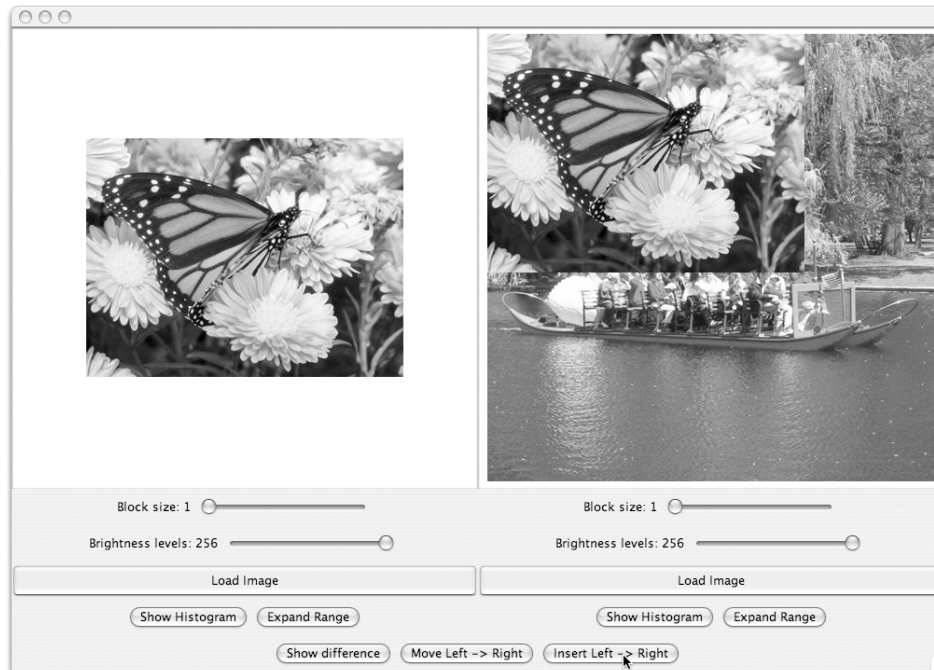 Block size: 1 Block size: 1
Brightness levels: 256 Brightness levels: 256
Load Image Load Image
Show Histogram Expand Range Show Histogram Expand Range
Show difference Move Left -> Right Insert Left -> Right